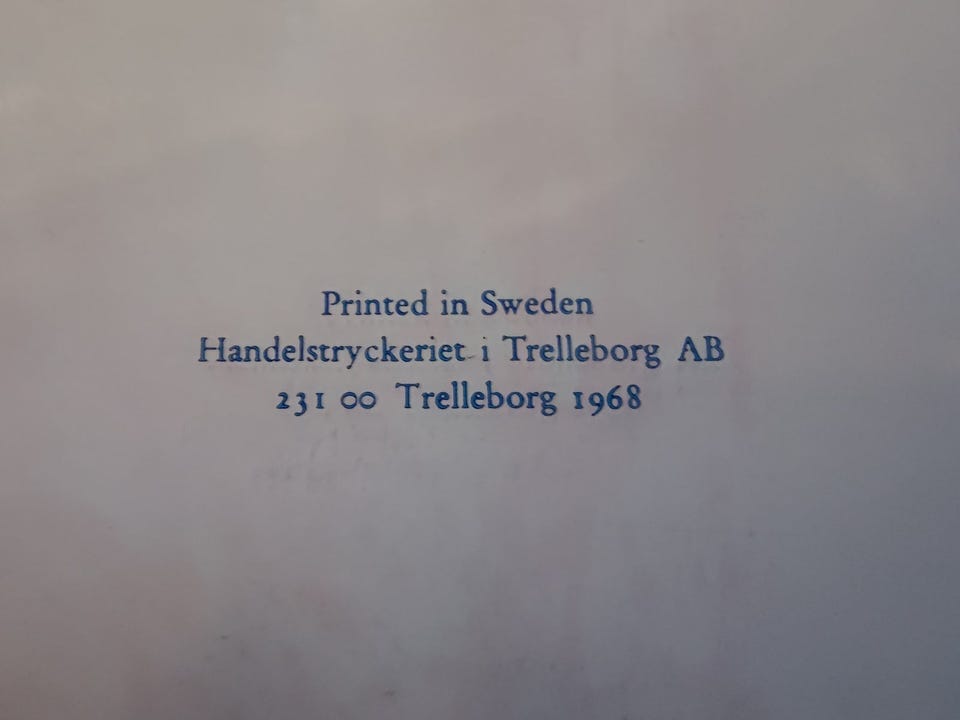 Printed in Sweden
Handelstryckeriet i Trelleborg AB
231 00 Trelleborg 1968